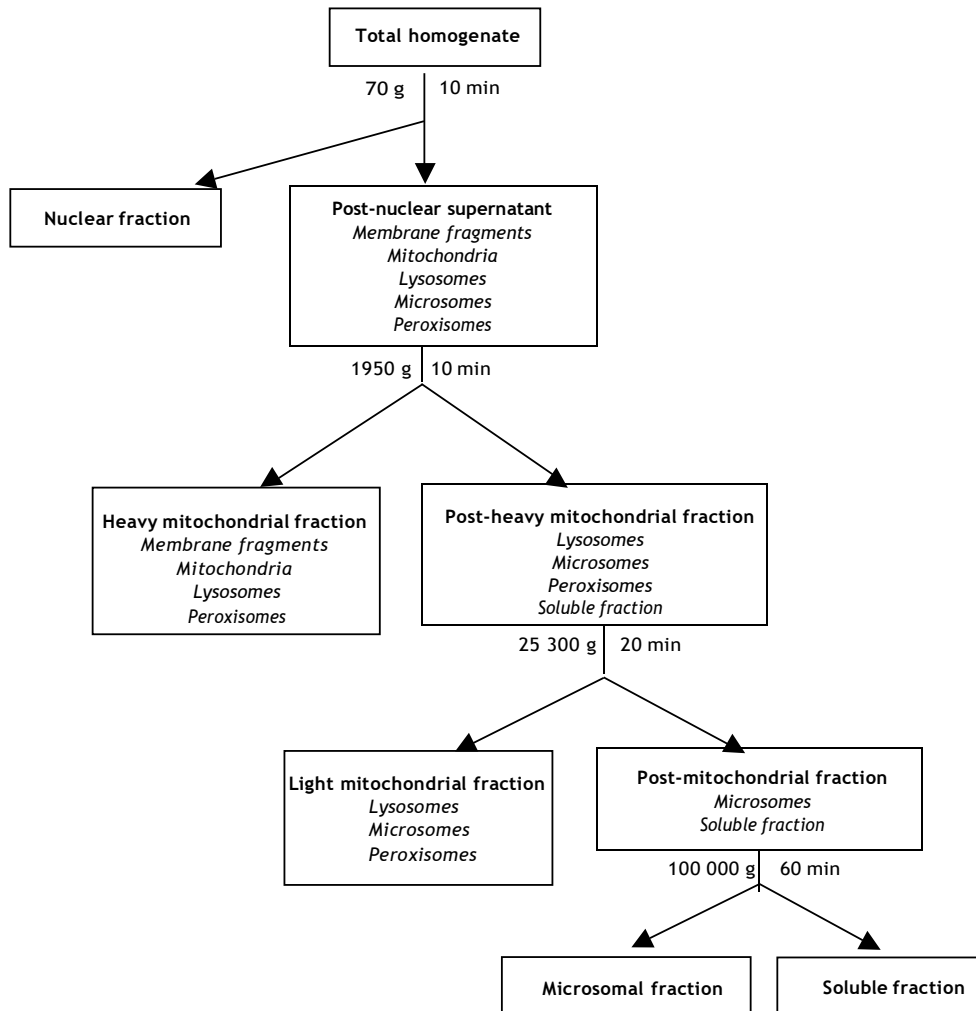 Total homogenate
70 g 10 min
Nuclear fraction
Post-nuclear supernatant
Membrane fragments
Mitochondria
Lysosomes
Microsomes
Peroxisomes
1950 g 10 min
Heavy mitochondrial fraction
Membrane fragments
Mitochondria
Lysosomes
Peroxisomes
Post-heavy mitochondrial fraction
Lysosomes
Microsomes
Peroxisomes
Soluble fraction
25 300 g 20 min
Light mitochondrial fraction
Lysosomes
Microsomes
Peroxisomes
Post-mitochondrial fraction
Microsomes
Soluble fraction
100 000 g 60 min
Microsomal fraction
Soluble fraction